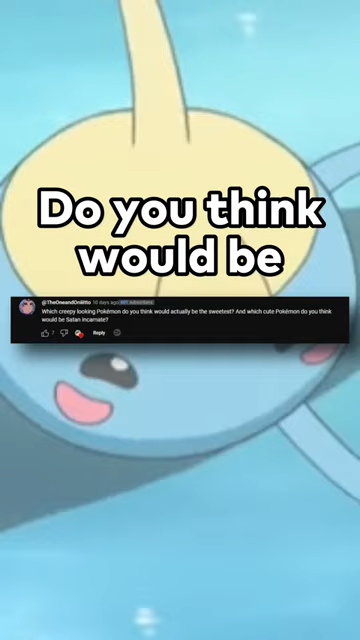 Do you think
would be
@TheOneandOnlitto 10 days ago
Which creepy looking Pokémon do you think would actually be the sweetest? And which cute Pokémon do you think
would be Satan incarnate?
7 Reply